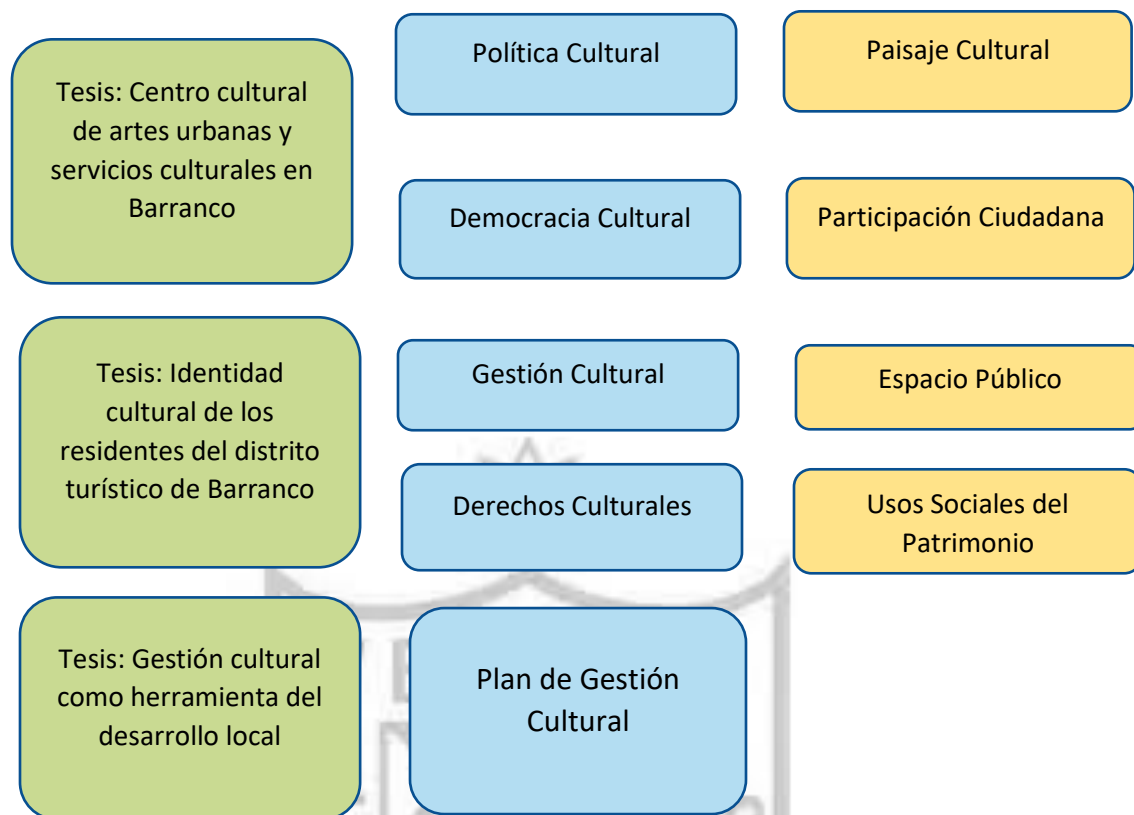 Tesis: Centro cultural
de artes urbanas y
servicios culturales en
Barranco
Política Cultural
Paisaje Cultural
Democracia Cultural
Participación Ciudadana
Tesis: Identidad
cultural de los
residentes del distrito
turístico de Barranco
Gestión Cultural
Espacio Público
Derechos Culturales
Usos Sociales del
Patrimonio
Tesis: Gestión cultural
como herramienta del
desarrollo local
Plan de Gestión
Cultural